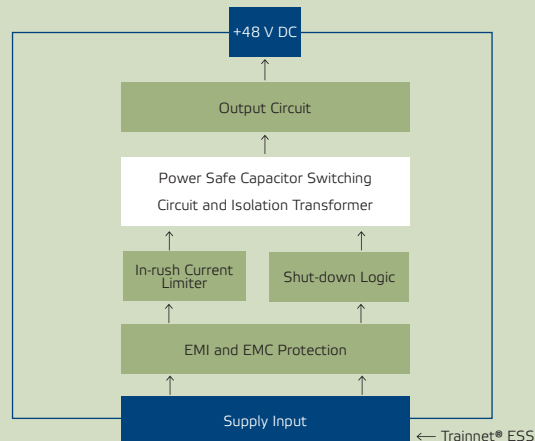 +48 V DC
Output Circuit
Power Safe Capacitor Switching
Circuit and Isolation Transformer
In-rush Current
Limiter
Shut-down Logic
EMI and EMC Protection
Supply Input
Trainnet® ESS